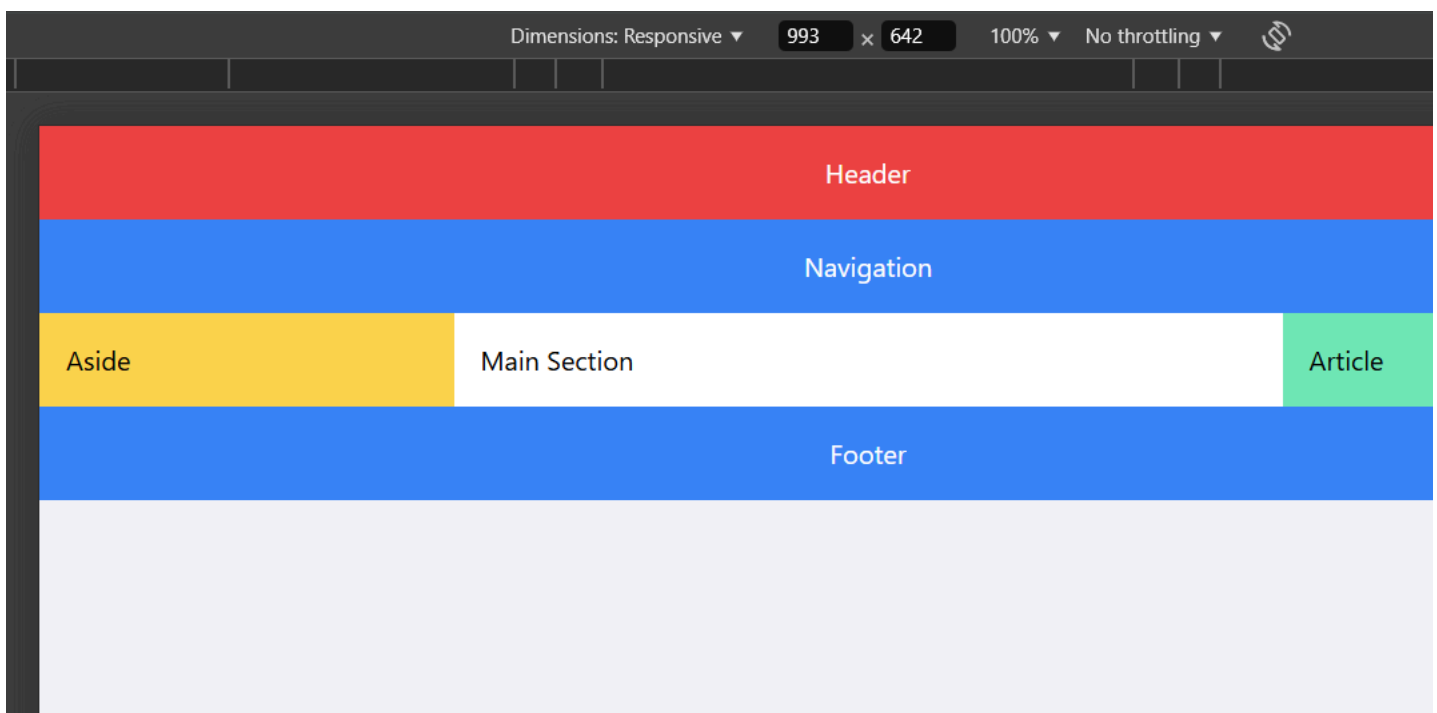 Dimensions: Responsive ▼ 993 × 642 100% ▼ No throttling ▼
Header
Navigation
Aside Main Section Article
Footer